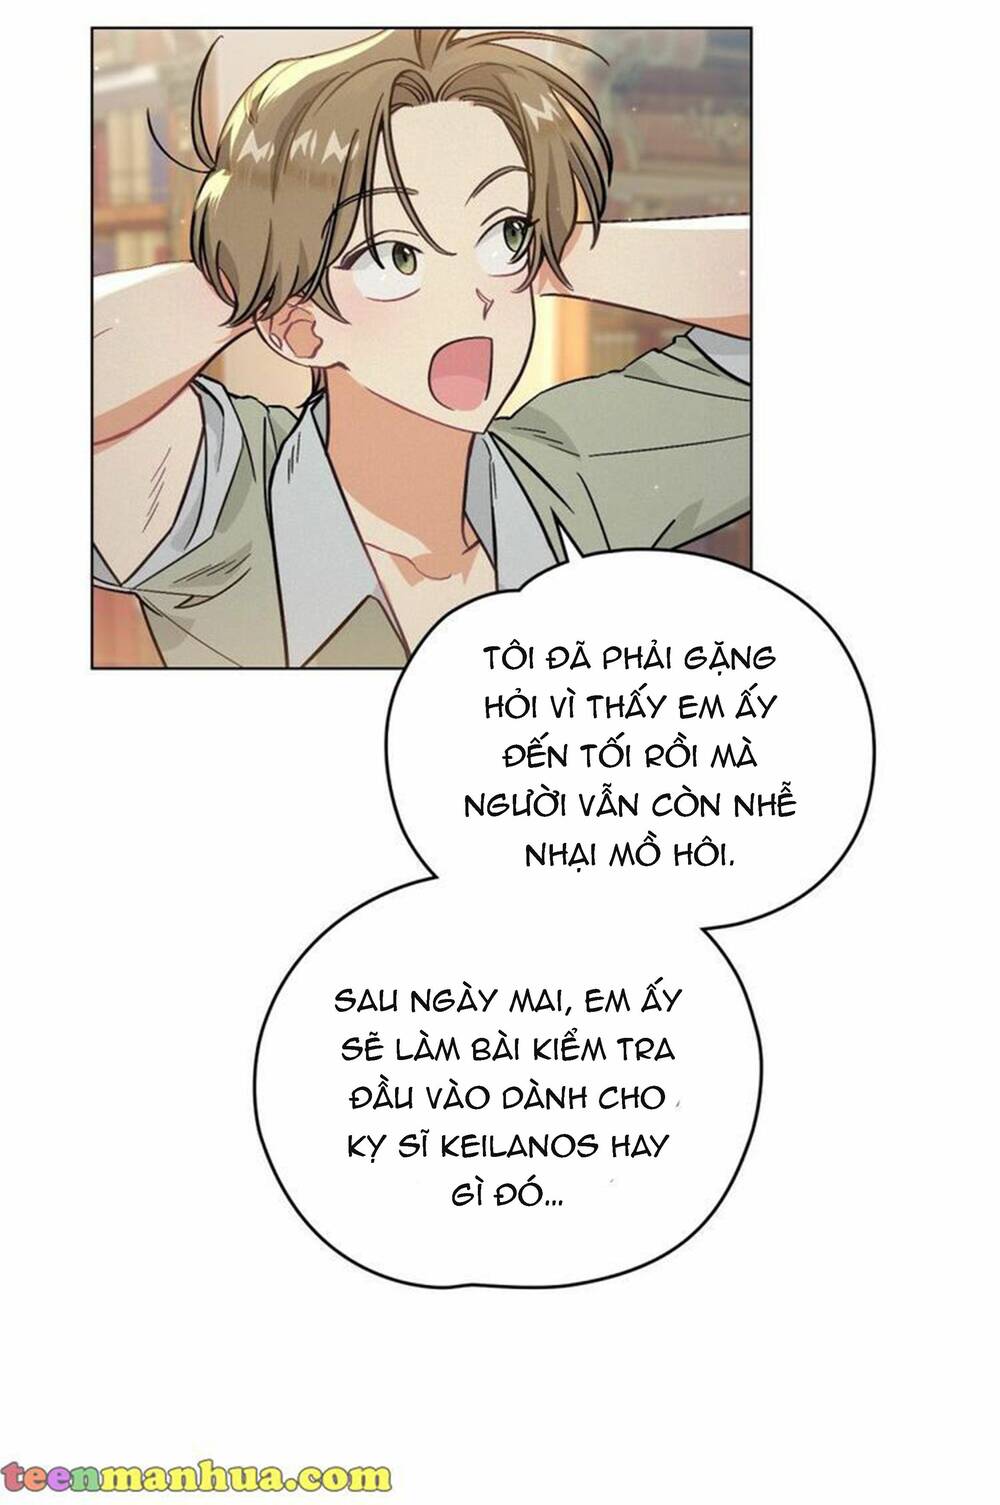 TÔI ĐÃ PHẢI GẶNG
HỎI VÌ THẤY EM ẤY
ĐẾN TỐI RỒI MÀ
NGƯỜI VẪN CÒN NHỄ
NHẠI MỒ HÔI.
SAU NGÀY MAI, EM ẤY
SẼ LÀM BÀI KIỂM TRA
ĐẦU VÀO DÀNH CHO
KỴ SĨ KEILANOS HAY
GÌ ĐÓ...
teenmanhua.com